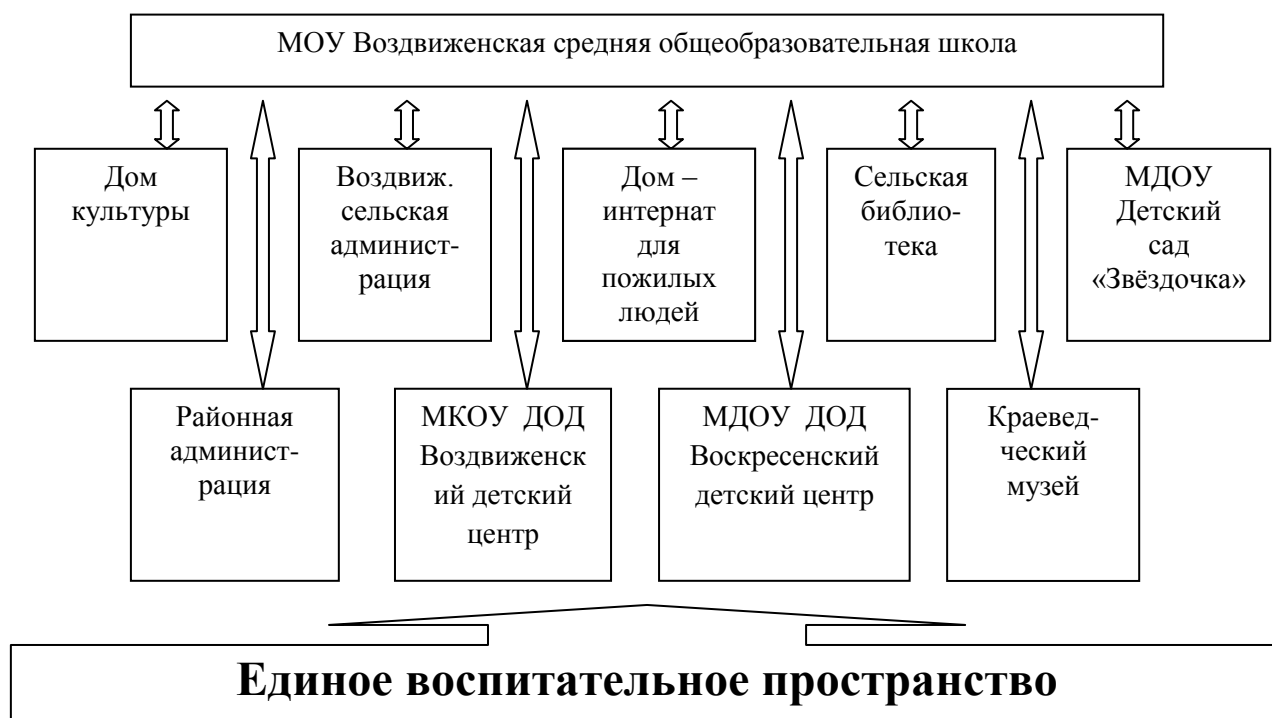 МОУ Воздвиженская средняя общеобразовательная школа
Дом
культуры
Воздвиж.
сельская
админист-
рация
Дом –
интернат
для
пожилых
людей
Сельская
библио-
тека
МДОУ
Детский
сад
«Звёздочка»
Районная
админист-
рация
МКОУ ДОД
Воздвиженск
ий детский
центр
МДОУ ДОД
Воскресенский
детский центр
Краевед-
ческий
музей
Единое воспитательное пространство